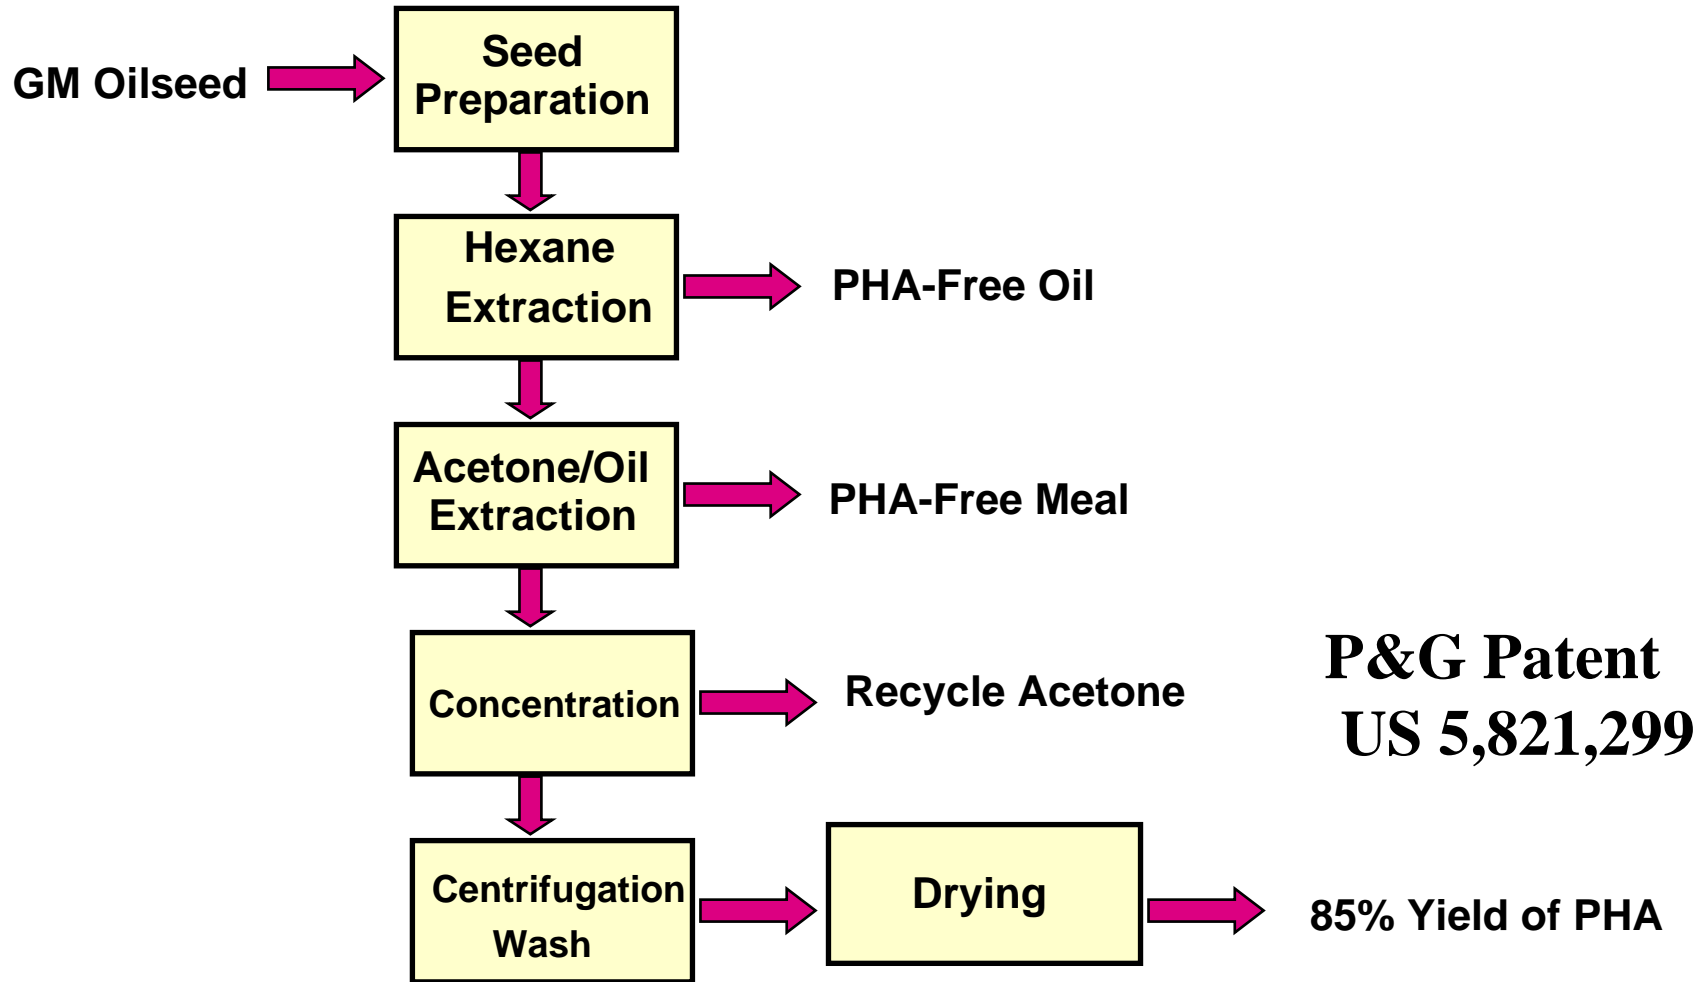 GM Oilseed
Seed
Preparation
Hexane
Extraction
PHA-Free Oil
Acetone/Oil
Extraction
PHA-Free Meal
Concentration
Recycle Acetone
P&G Patent
US 5,821,299
Centrifugation
Wash
Drying
85% Yield of PHA